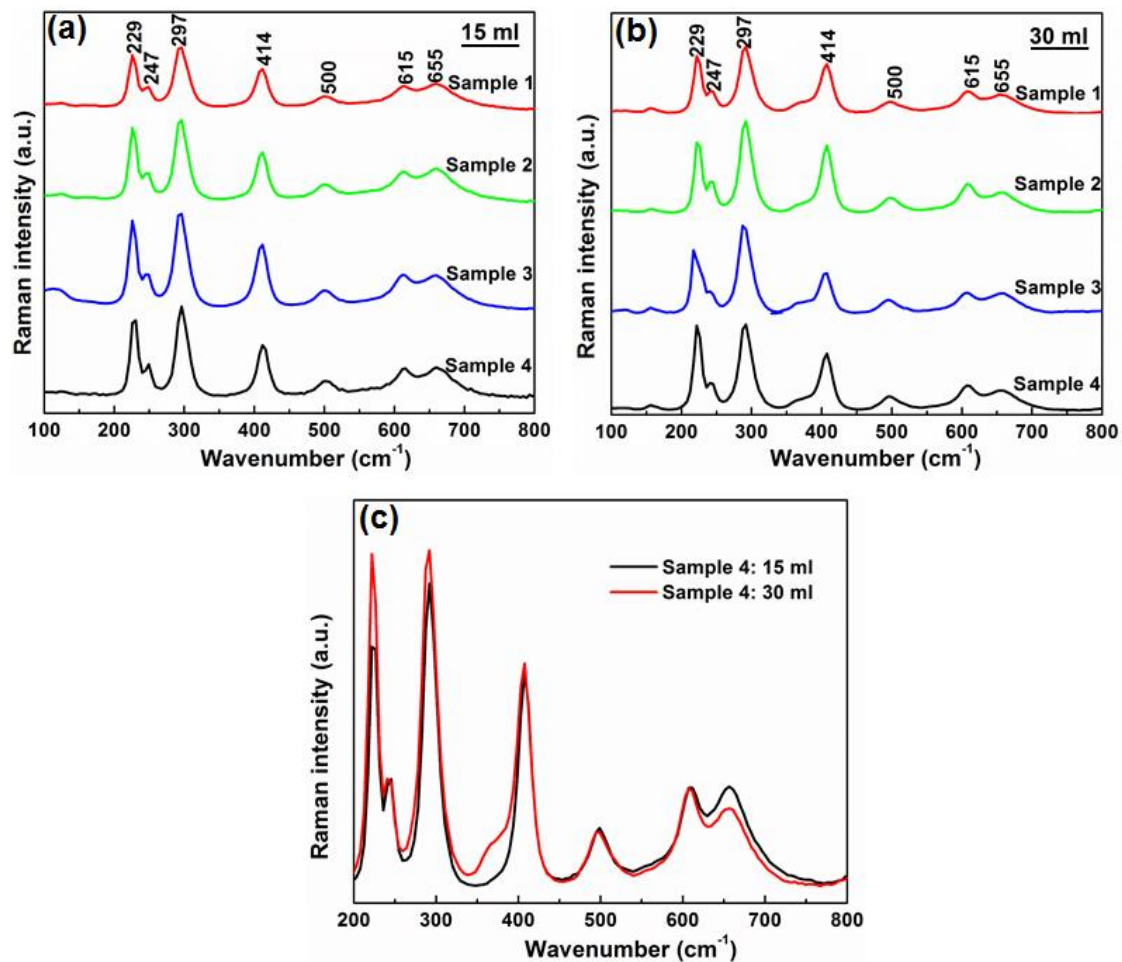 (a)
15 ml
229
247
297
414
500
615
655
Sample 1
Sample 2
Sample 3
Sample 4
Raman intensity (a.u.)
100 200 300 400 500 600 700 800
Wavenumber (cm⁻¹)
(b)
30 ml
229
247
297
414
500
615
655
Sample 1
Sample 2
Sample 3
Sample 4
Raman intensity (a.u.)
100 200 300 400 500 600 700 800
Wavenumber (cm⁻¹)
(c)
Sample 4: 15 ml
Sample 4: 30 ml
Raman intensity (a.u.)
200 300 400 500 600 700 800
Wavenumber (cm⁻¹)